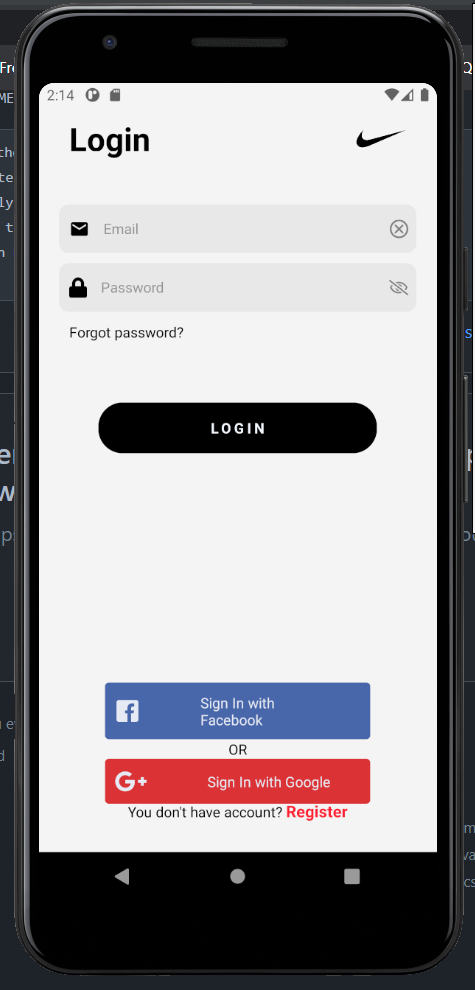 2:14
Login
Email
Password
Forgot password?
LOGIN
Sign In with
Facebook
OR
G+
Sign In with Google
You don't have account? Register